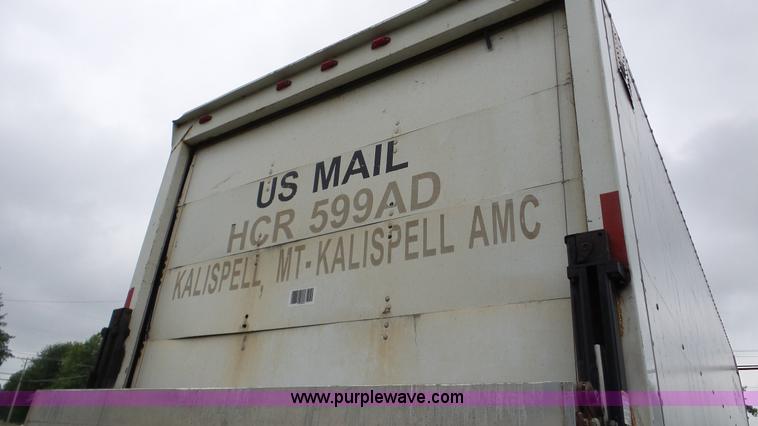 US MAIL
HCR 599AD
KALISPELL, MT-KALISPELL AMC
www.purplewave.com